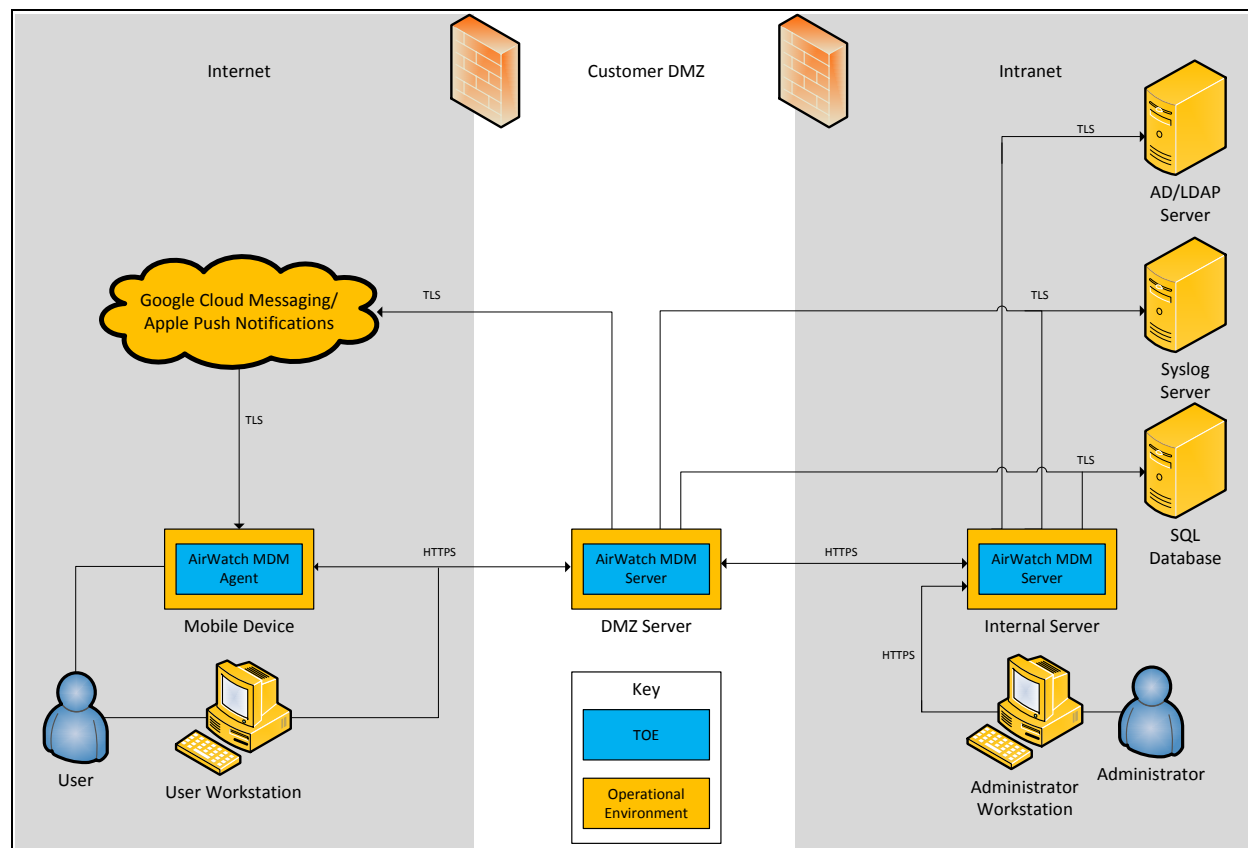 Internet
Customer DMZ
Intranet
TLS
AD/LDAP
Server
Google Cloud Messaging/
Apple Push Notifications
TLS
TLS
Syslog
Server
TLS
TLS
SQL
Database
AirWatch MDM
Agent
Mobile Device
HTTPS
AirWatch MDM
Server
DMZ Server
HTTPS
AirWatch MDM
Server
Internal Server
HTTPS
User
User Workstation
Key
TOE
Operational
Environment
Administrator
Workstation
Administrator